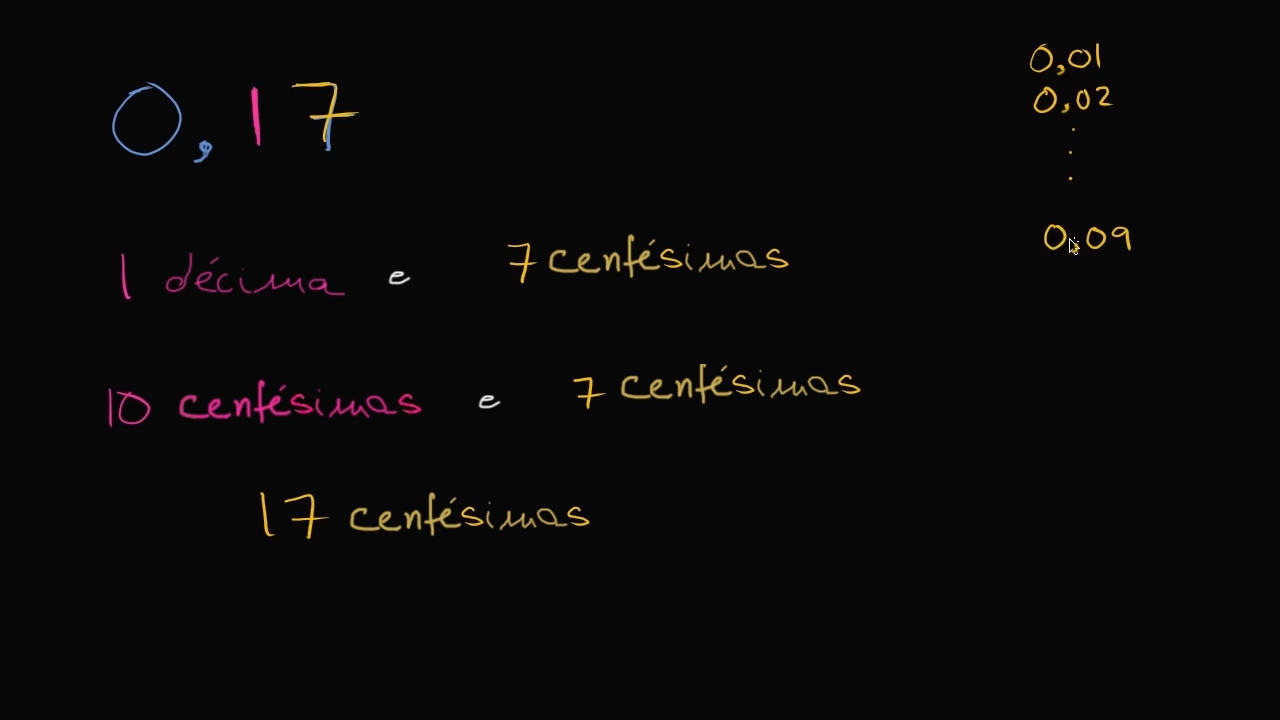 0,17
1 décima e 7 centésimas
10 centésimas e 7 centésimas
17 centésimas
0,01
0,02
.
.
.
0,09